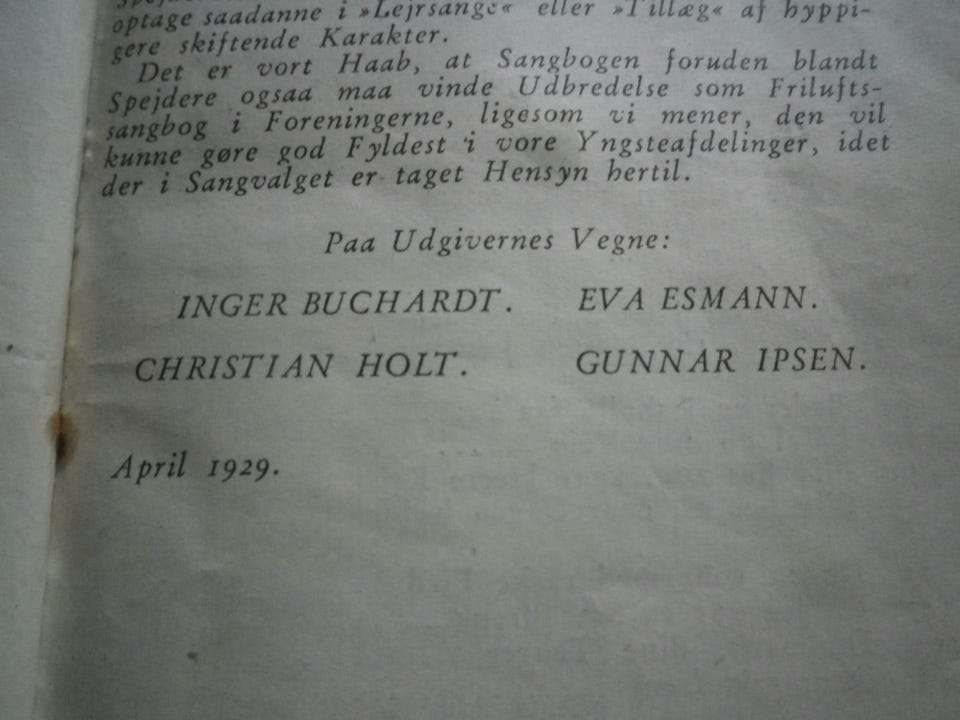 optage saadanne i »Lejrsange« eller »Tillæg« af hyppi-
gere skiftende Karakter.
Det er vort Haab, at Sangbogen foruden blandt
Spejdere ogsaa maa vinde Udbredelse som Frilufts-
sangbog i Foreningerne, ligesom vi mener, den vil
kunne gøre god Fyldest i vore Yngsteafdelinger, idet
der i Sangvalget er taget Hensyn hertil.
Paa Udgivernes Vegne:
INGER BUCHARDT. EVA ESMANN.
CHRISTIAN HOLT. GUNNAR IPSEN.
April 1929.